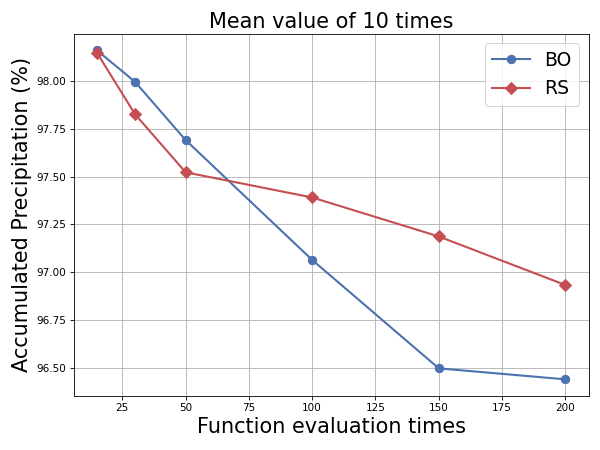 Mean value of 10 times
BO
RS
Accumulated Precipitation (%)
98.00
97.75
97.50
97.25
97.00
96.75
96.50
25 50 75 100 125 150 175 200
Function evaluation times